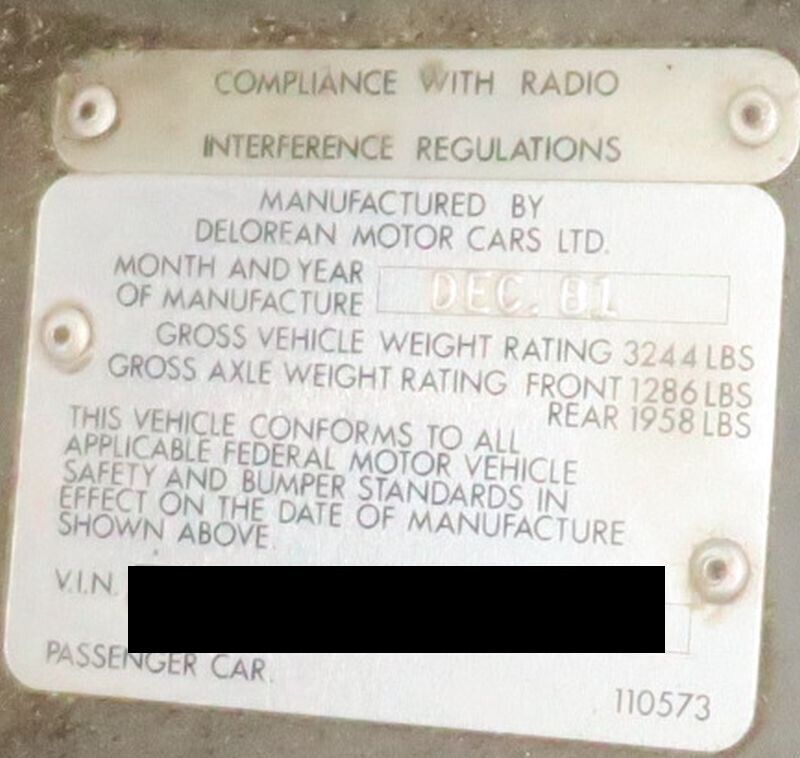 COMPLIANCE WITH RADIO
INTERFERENCE REGULATIONS
MANUFACTURED BY
DELOREAN MOTOR CARS LTD.
MONTH AND YEAR
OF MANUFACTURE DEC. 81
GROSS VEHICLE WEIGHT RATING 3244 LBS
GROSS AXLE WEIGHT RATING FRONT 1286 LBS
REAR 1958 LBS
THIS VEHICLE CONFORMS TO ALL
APPLICABLE FEDERAL MOTOR VEHICLE
SAFETY AND BUMPER STANDARDS IN
EFFECT ON THE DATE OF MANUFACTURE
SHOWN ABOVE.
V.I.N.
PASSENGER CAR.
110573